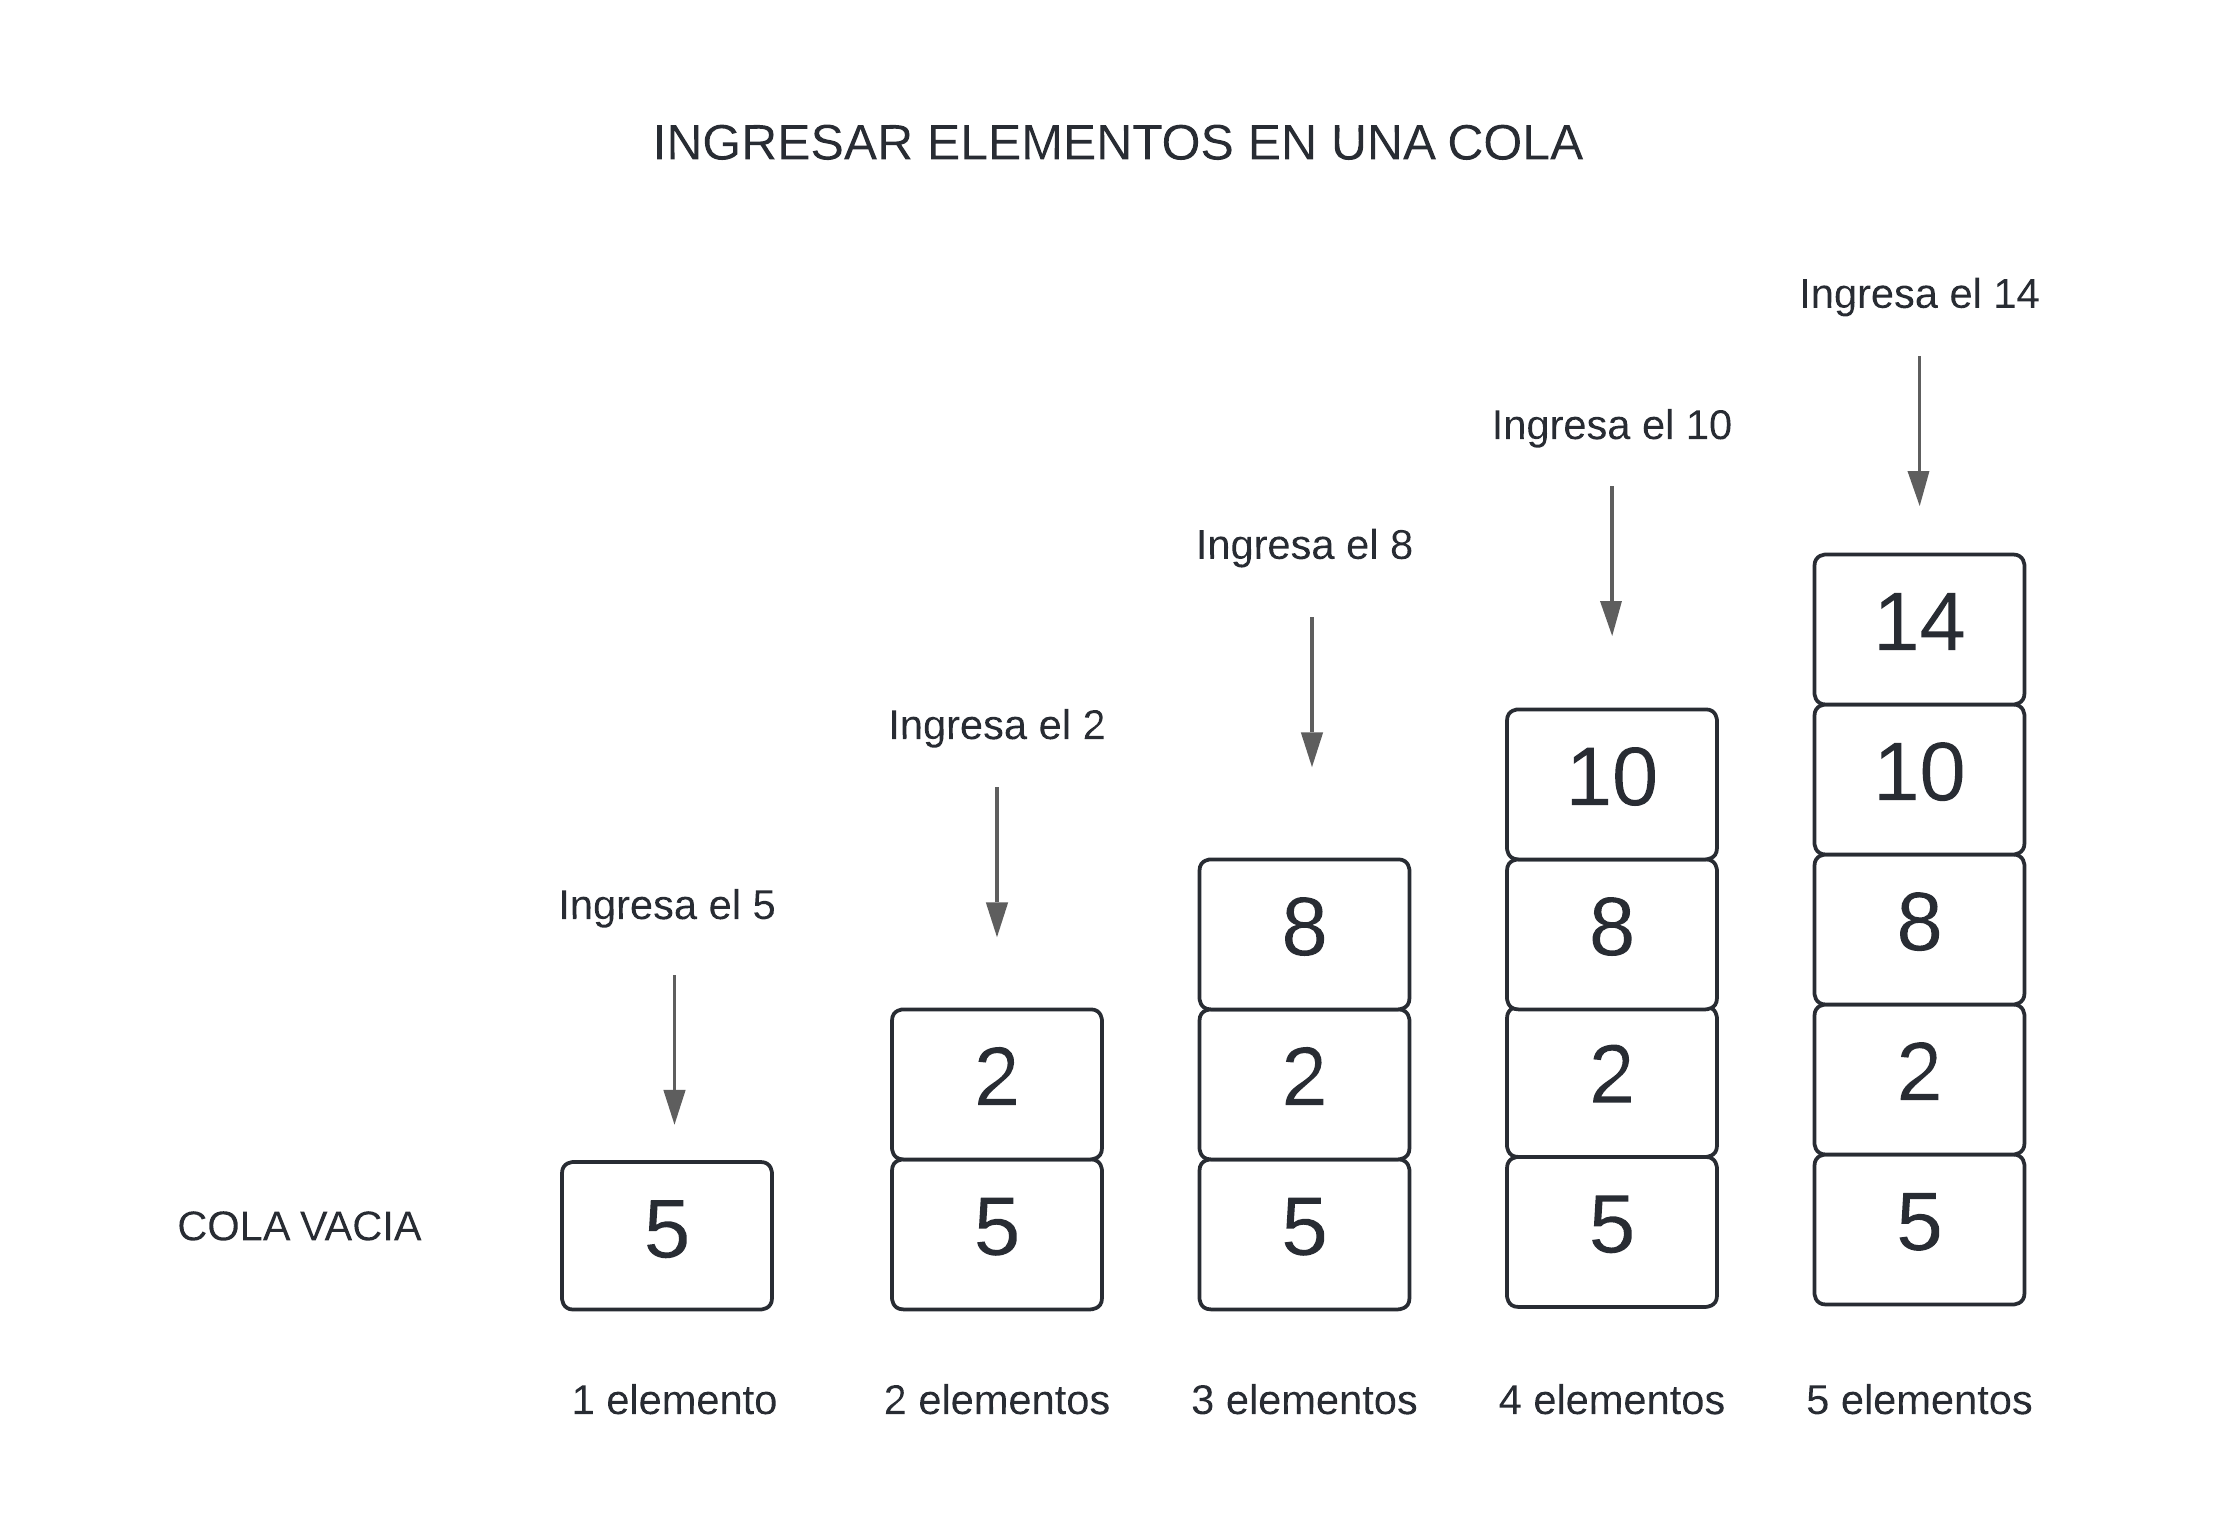 INGRESAR ELEMENTOS EN UNA COLA
COLA VACIA
Ingresa el 5
5
1 elemento
Ingresa el 2
2
5
2 elementos
Ingresa el 8
8
2
5
3 elementos
Ingresa el 10
10
8
2
5
4 elementos
Ingresa el 14
14
10
8
2
5
5 elementos